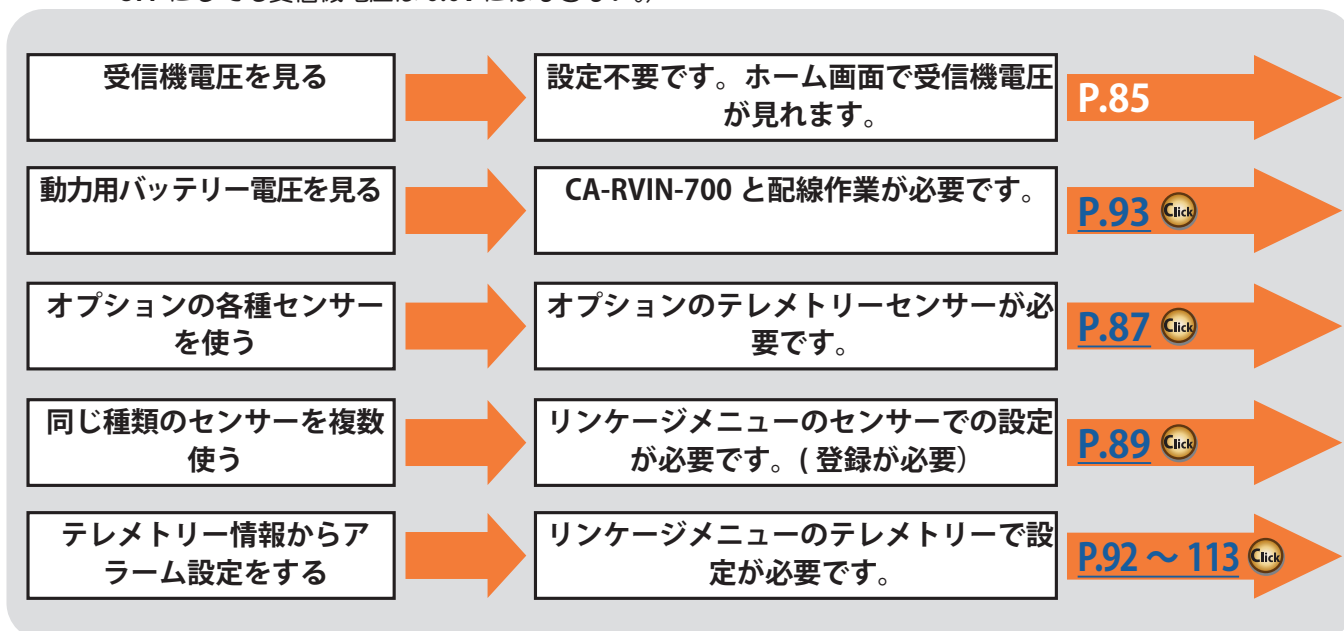 受信機電圧を見る
設定不要です。ホーム画面で受信機電圧
が見れます。
P.85
動力用バッテリー電圧を見る
CA-RVIN-700 と配線作業が必要です。
P.93 Click
オプションの各種センサー
を使う
オプションのテレメトリーセンサーが必
要です。
P.87 Click
同じ種類のセンサーを複数
使う
リンケージメニューのセンサーでの設定
が必要です。( 登録が必要）
P.89 Click
テレメトリー情報からア
ラーム設定をする
リンケージメニューのテレメトリーで設
定が必要です。
P.92 ～ 113 Click